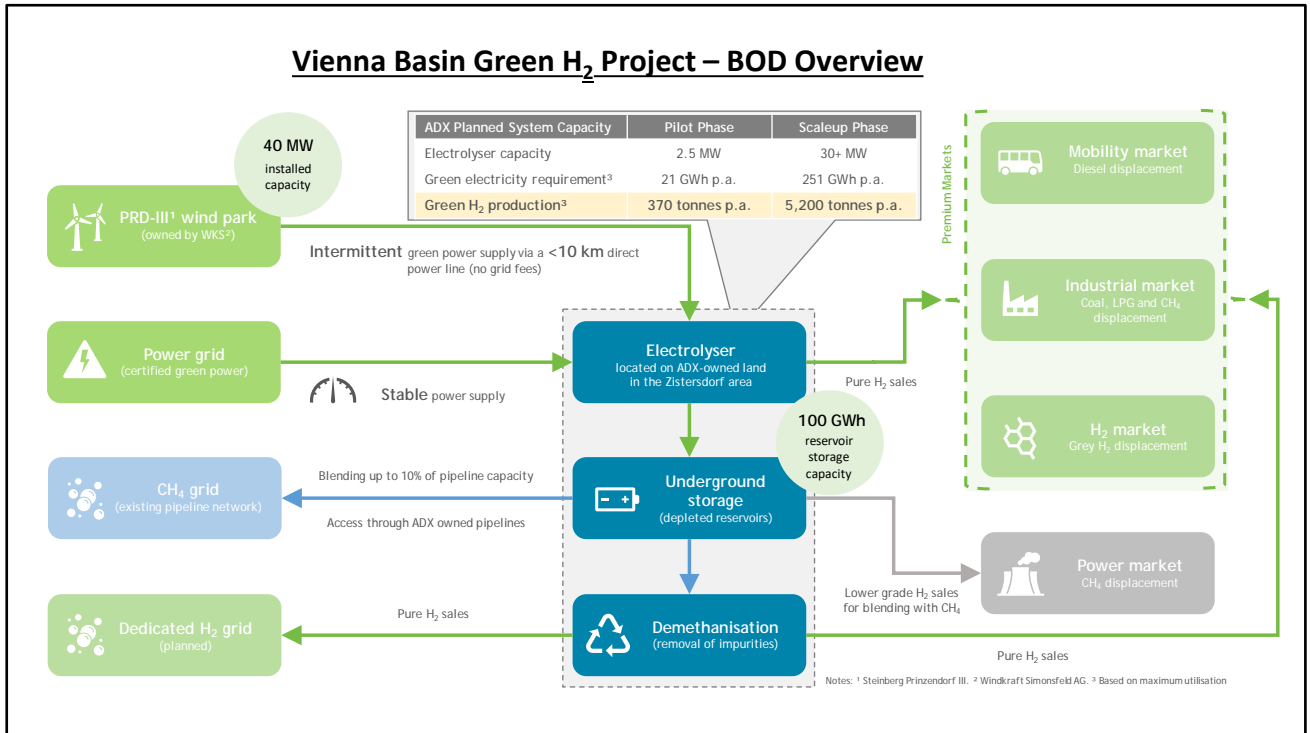 Vienna Basin Green H₂ Project – BOD Overview
40 MW
installed
capacity
ADX Planned System Capacity Pilot Phase Scaleup Phase
Electrolyser capacity 2.5 MW 30+ MW
Green electricity requirement³ 21 GWh p.a. 251 GWh p.a.
Green H₂ production³ 370 tonnes p.a. 5,200 tonnes p.a.
PRD-III¹ wind park
(owned by WKS²)
Intermittent green power supply via a <10 km direct
power line (no grid fees)
Premium Markets
Mobility market
Diesel displacement
Industrial market
Coal, LPG and CH₄
displacement
H₂ market
Grey H₂ displacement
Power grid
(certified green power)
Stable power supply
Electrolyser
located on ADX-owned land
in the Zistersdorf area
Pure H₂ sales
100 GWh
reservoir
storage
capacity
CH₄ grid
(existing pipeline network)
Blending up to 10% of pipeline capacity
Access through ADX owned pipelines
Underground
storage
(depleted reservoirs)
Power market
CH₄ displacement
Lower grade H₂ sales
for blending with CH₄
Dedicated H₂ grid
(planned)
Pure H₂ sales
Demethanisation
(removal of impurities)
Pure H₂ sales
Notes: ¹ Steinberg Prinzendorf III. ² Windkraft Simonsfeld AG. ³ Based on maximum utilisation